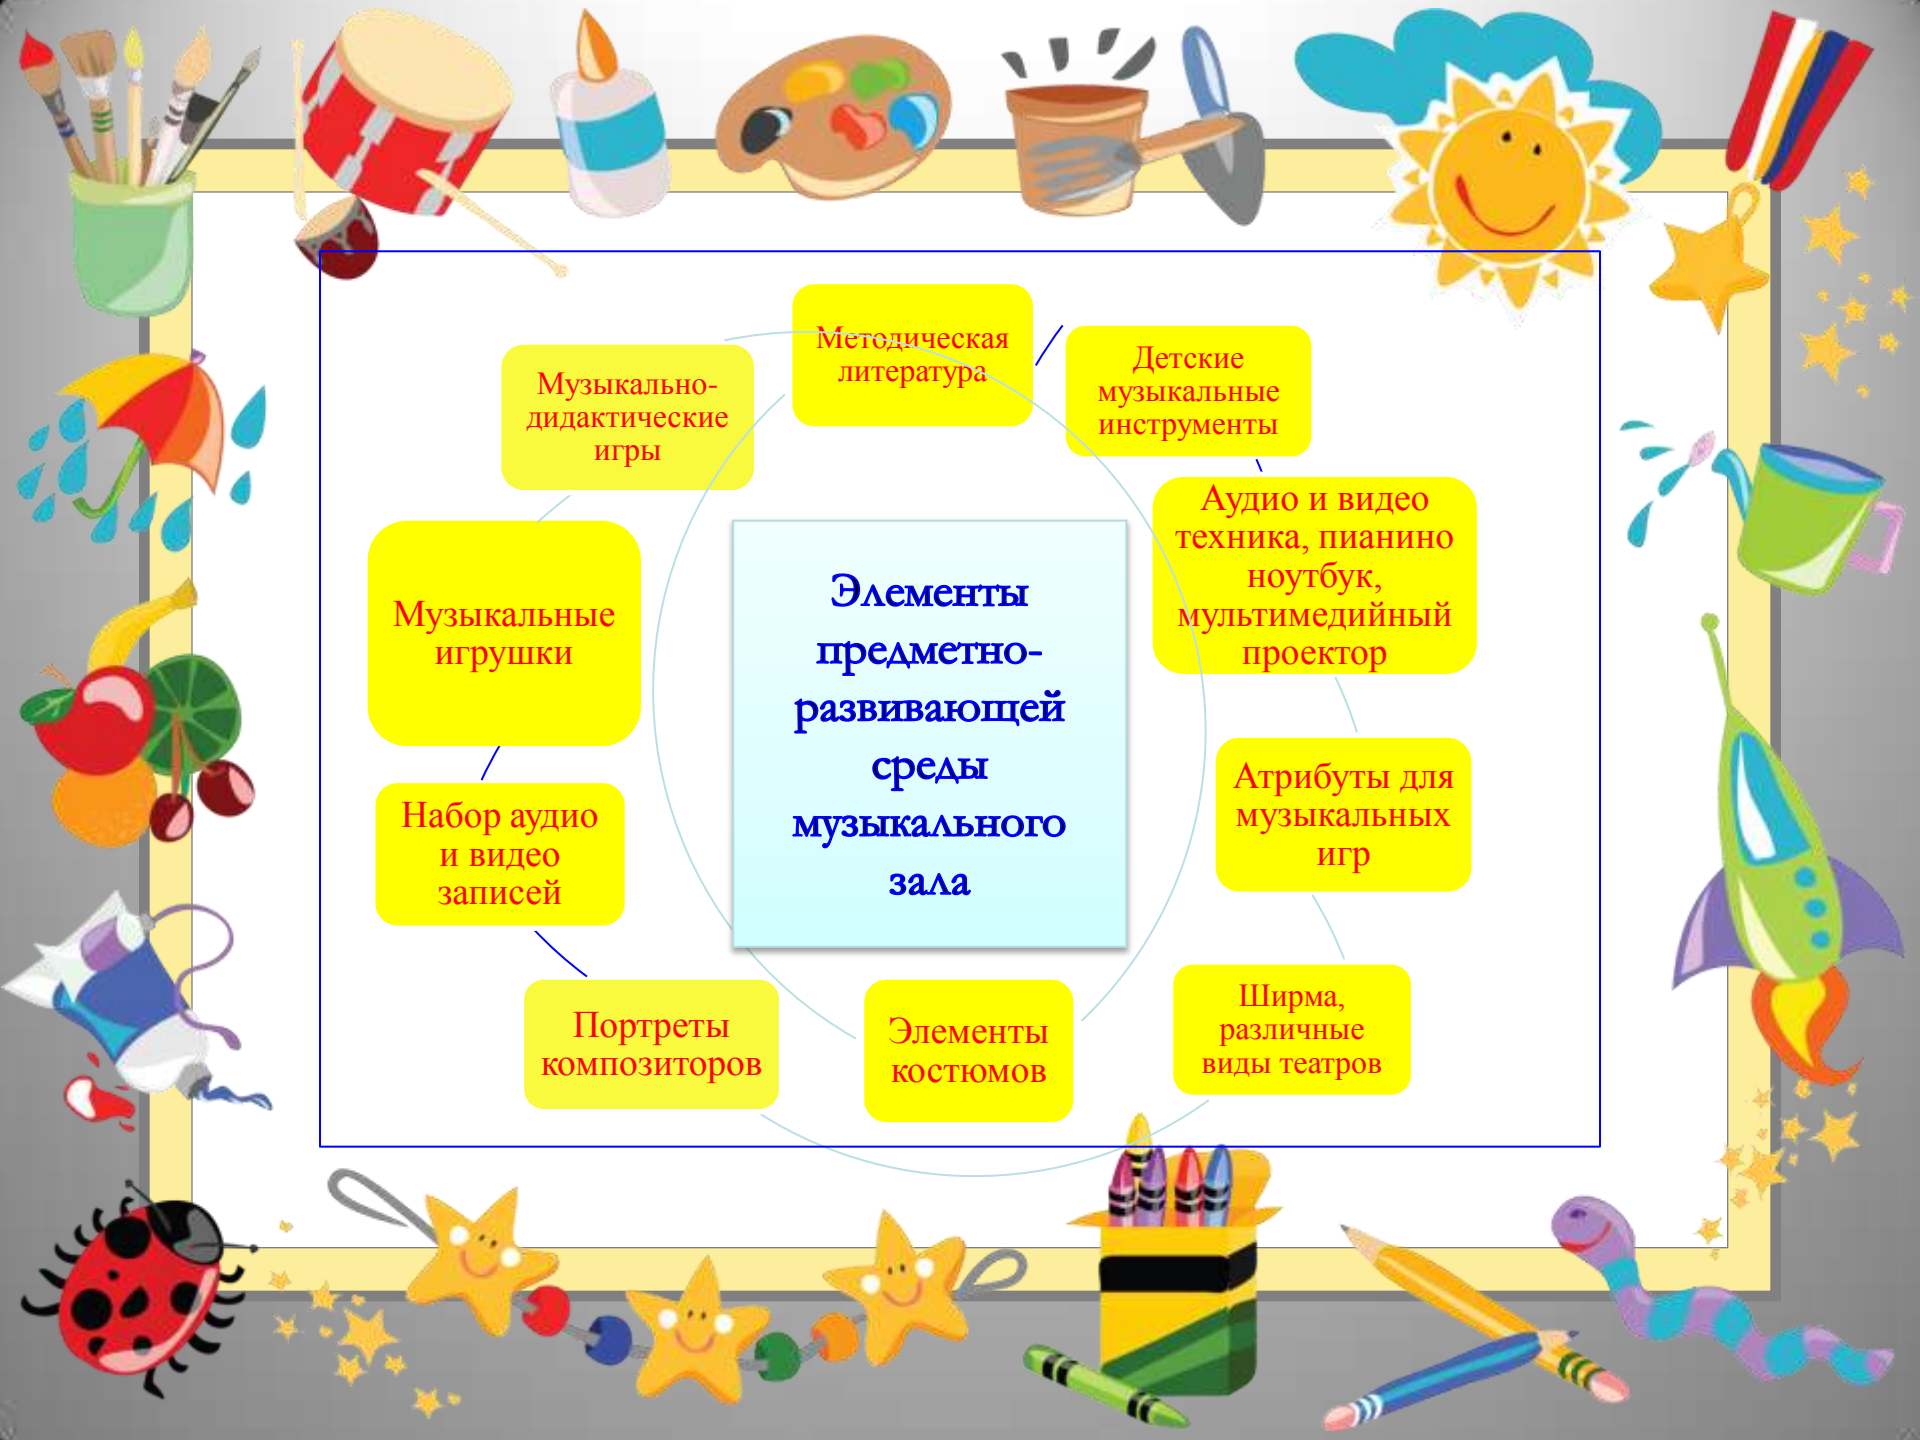 Методическая
литература
Детские
музыкальные
инструменты
Аудио и видео
техника, пианино
ноутбук,
мультимедийный
проектор
Атрибуты для
музыкальных
игр
Ширма,
различные
виды театров
Элементы
костюмов
Портреты
композиторов
Набор аудио
и видео
записей
Музыкальные
игрушки
Музыкально-
дидактические
игры
Элементы
предметно-
развивающей
среды
музыкального
зала